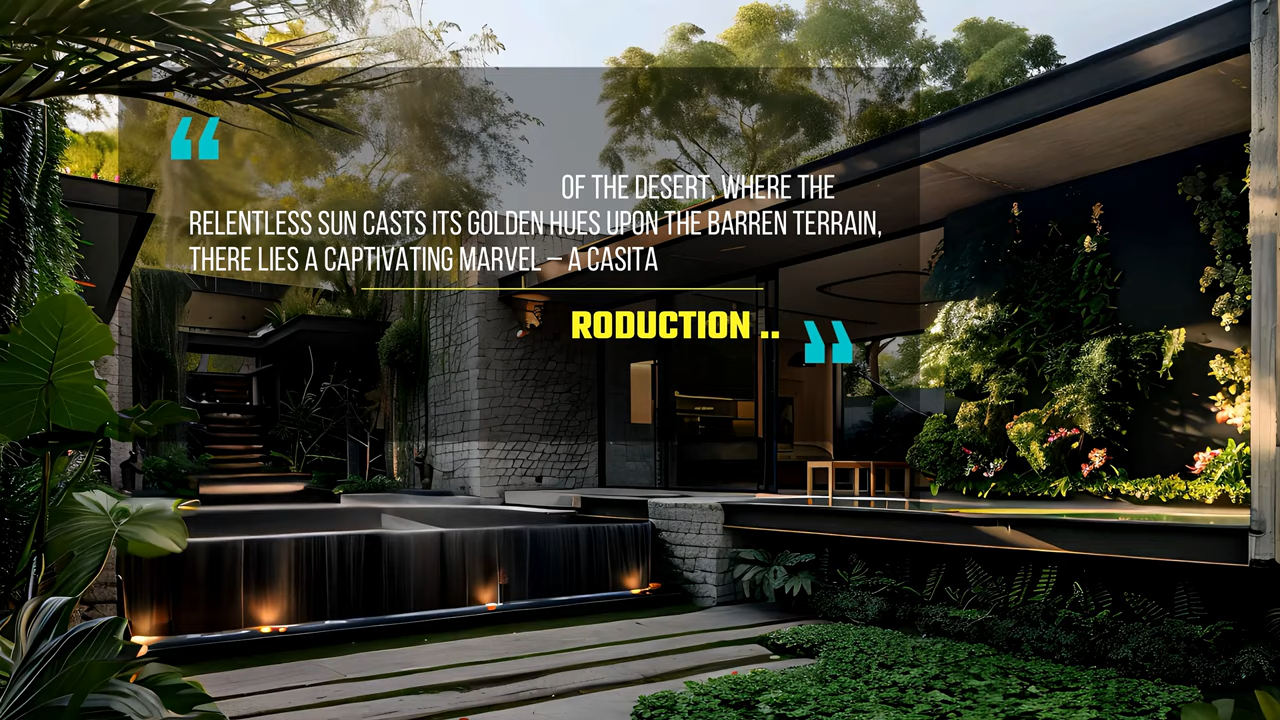 “
OF THE DESERT, WHERE THE
RELENTLESS SUN CASTS ITS GOLDEN HUES UPON THE BARREN TERRAIN,
THERE LIES A CAPTIVATING MARVEL – A CASITA
RODUCTION ..
”